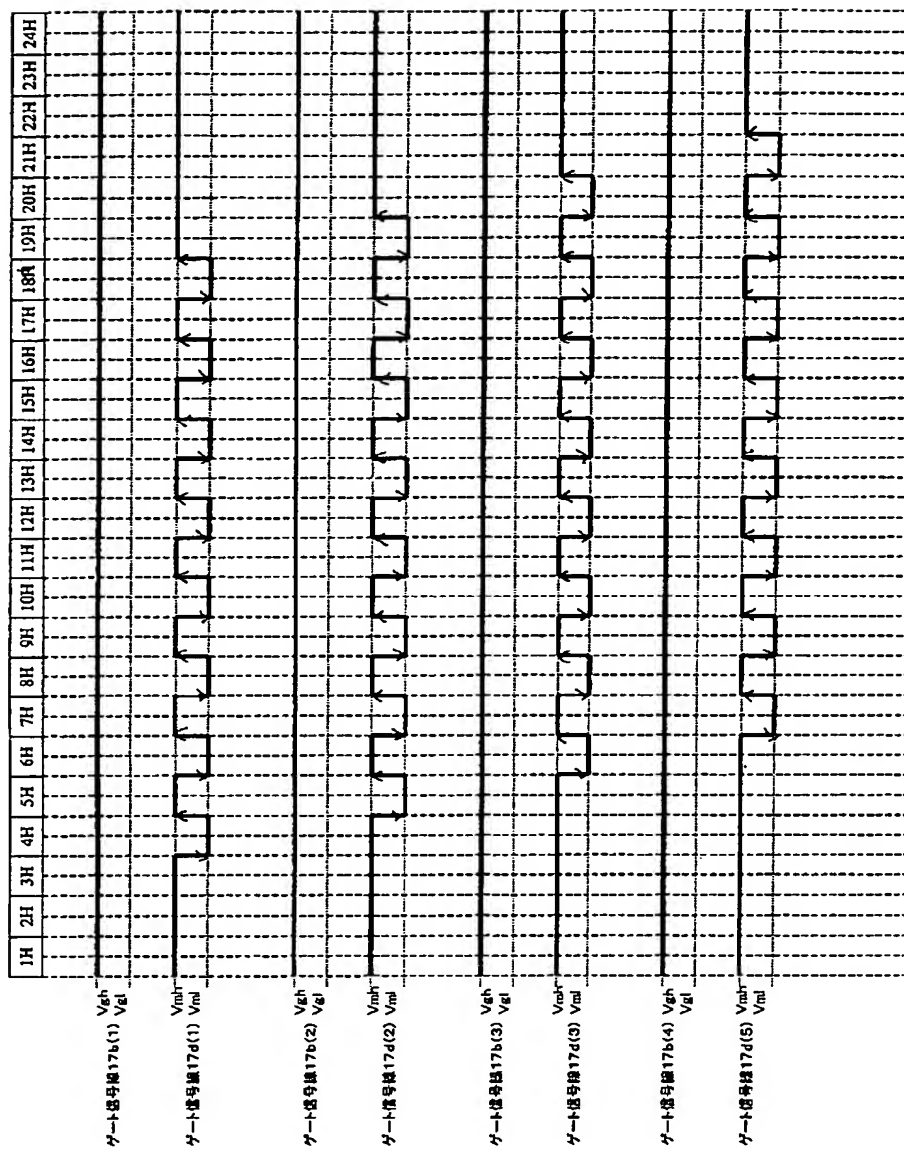 1H 2H 3H 4H 5H 6H 7H 8H 9H 10H 11H 12H 13H 14H 15H 16H 17H 18H 19H 20H 21H 22H 23H 24H
Vgh
Vgl
ゲート信号線17b(1)
Vmh
Vml
ゲート信号線17d(1)
Vgh
Vgl
ゲート信号線17b(2)
Vmh
Vml
ゲート信号線17d(2)
Vgh
Vgl
ゲート信号線17b(3)
Vmh
Vml
ゲート信号線17d(3)
Vgh
Vgl
ゲート信号線17b(4)
Vmh
Vml
ゲート信号線17d(5)